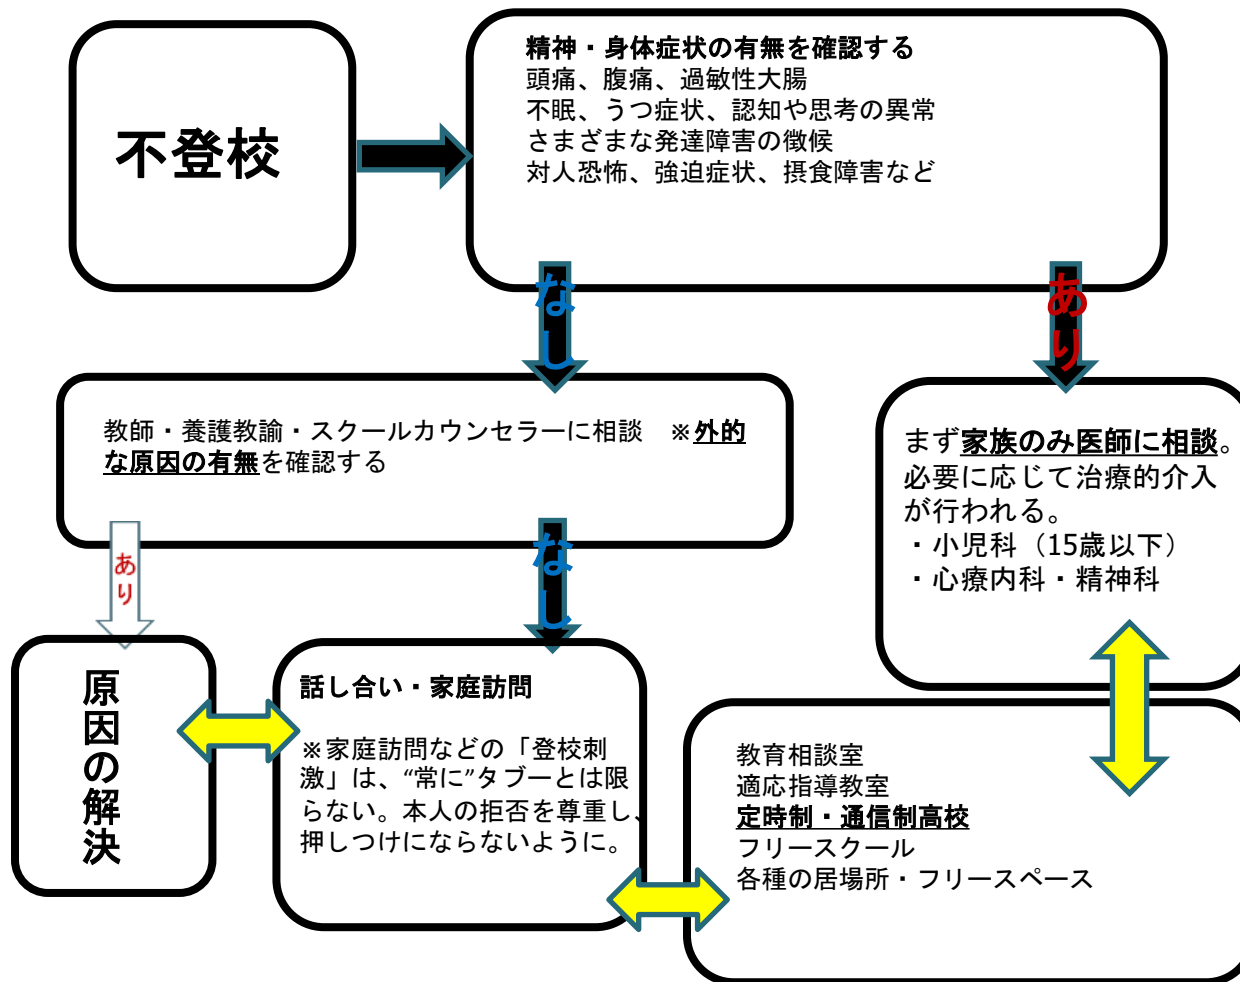 不登校
精神・身体症状の有無を確認する
頭痛、腹痛、過敏性大腸
不眠、うつ症状、認知や思考の異常
さまざまな発達障害の徴候
対人恐怖、強迫症状、摂食障害など
なし
あり
教師・養護教諭・スクールカウンセラーに相談　※外的
な原因の有無を確認する
まず家族のみ医師に相談。
必要に応じて治療的介入
が行われる。
・小児科（15歳以下）
・心療内科・精神科
あり
なし
原因の解決
話し合い・家庭訪問
※家庭訪問などの「登校刺
激」は、“常に”タブーとは限
らない。本人の拒否を尊重し、
押しつけにならないように。
教育相談室
適応指導教室
定時制・通信制高校
フリースクール
各種の居場所・フリースペース